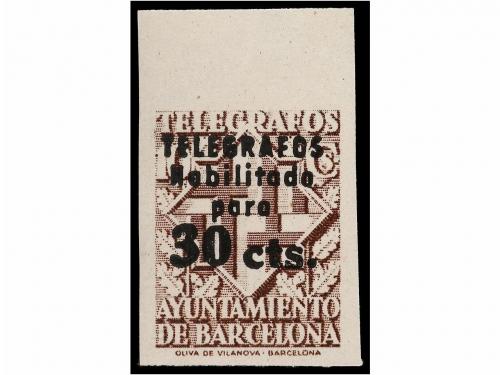 TELEGRAFOS
TELEGRAFOS
Habilitado
para
30 cts.
AYUNTAMIENTO
DE BARCELONA
OLIVA DE VILANOVA - BARCELONA